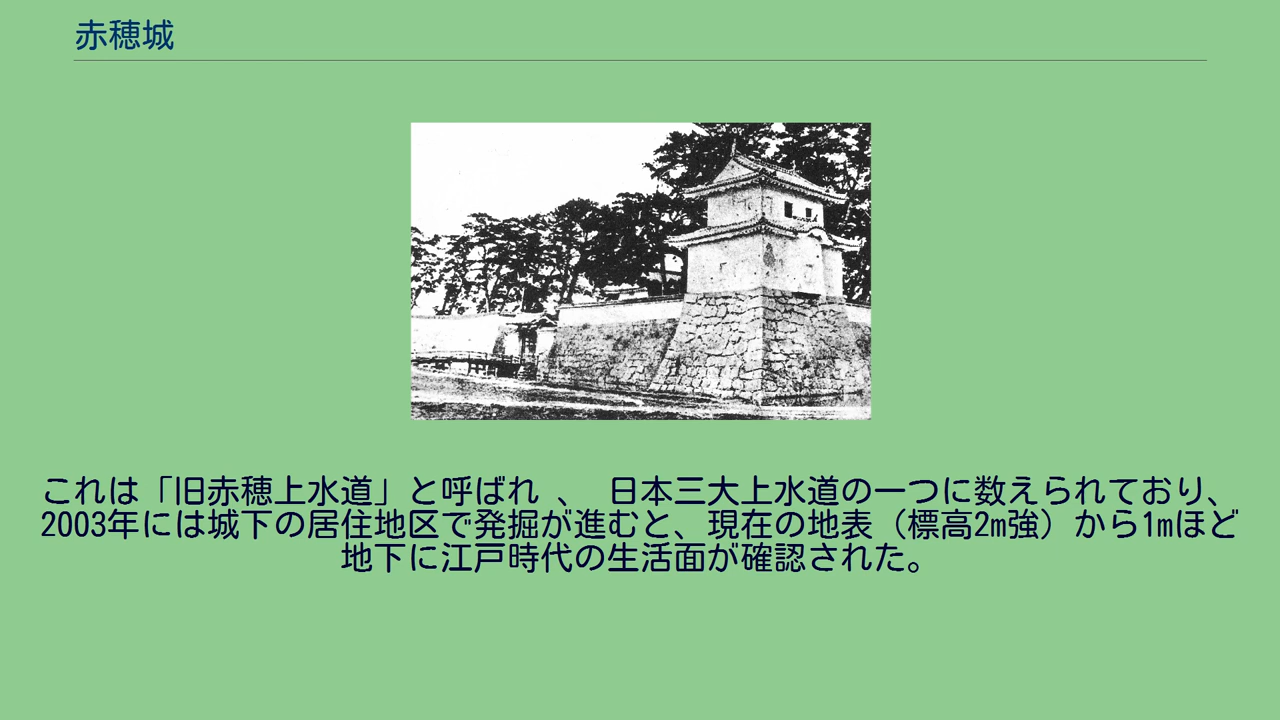 赤穂城
これは「旧赤穂上水道」と呼ばれ 、 日本三大上水道の一つに数えられており、
2003年には城下の居住地区で発掘が進むと、現在の地表（標高2m強）から1mほど
地下に江戸時代の生活面が確認された。